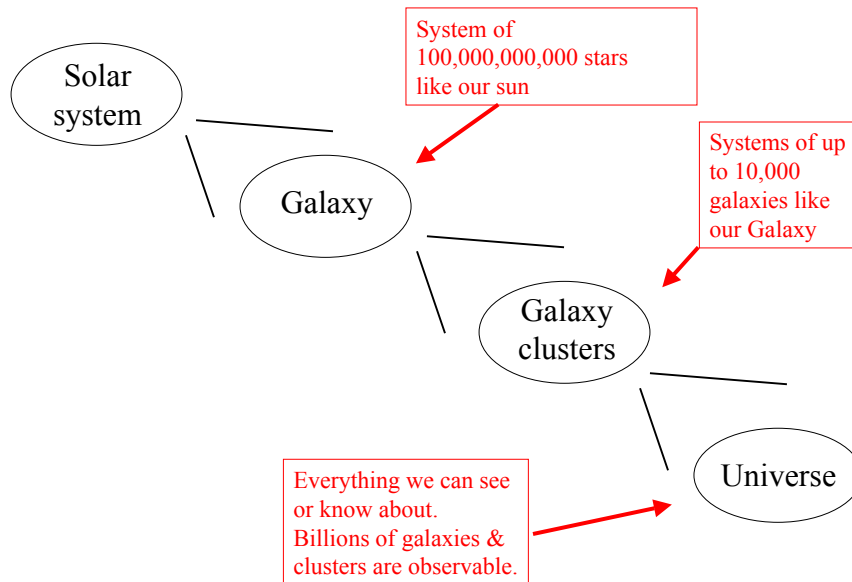 System of
100,000,000,000 stars
like our sun
Solar
system
Systems of up
to 10,000
galaxies like
our Galaxy
Galaxy
Galaxy
clusters
Everything we can see
or know about.
Billions of galaxies &
clusters are observable.
Universe